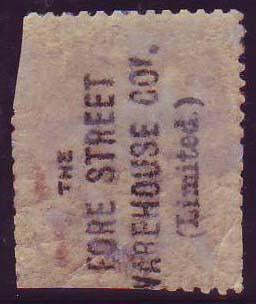 THE
FORE STREET
WAREHOUSE COY.
(Limited.)